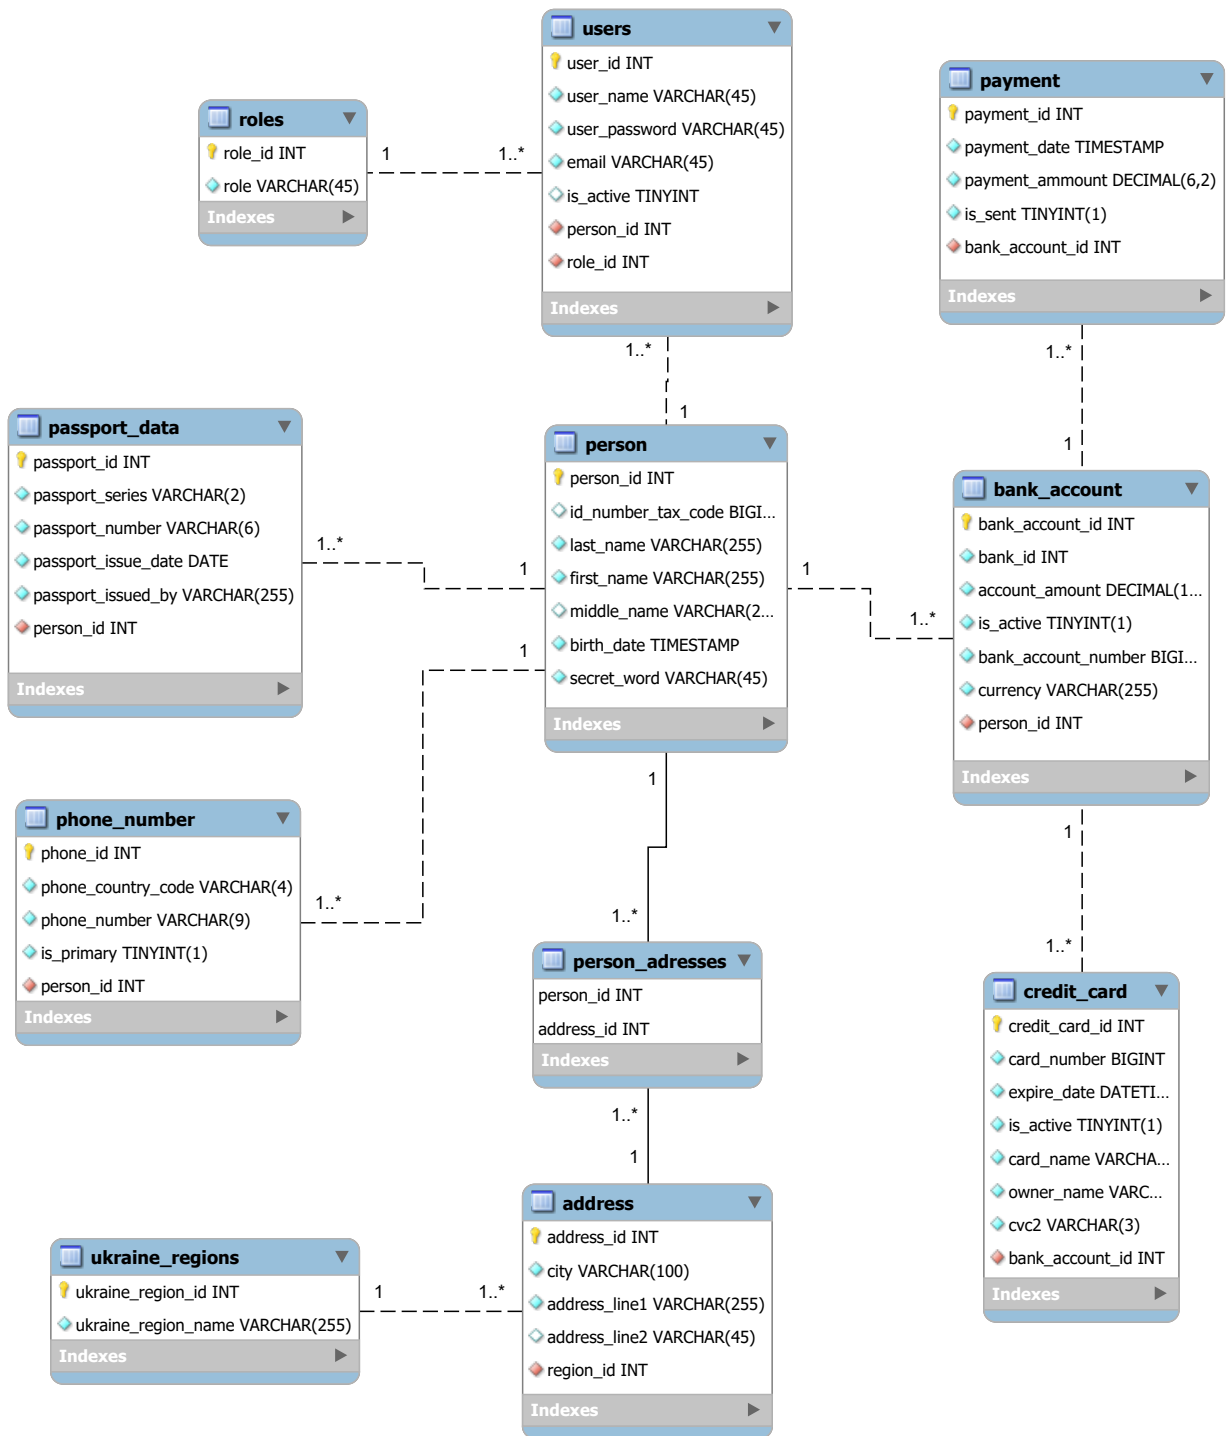 users
user_id INT
user_name VARCHAR(45)
user_password VARCHAR(45)
email VARCHAR(45)
is_active TINYINT
person_id INT
role_id INT
Indexes
payment
payment_id INT
payment_date TIMESTAMP
payment_ammount DECIMAL(6,2)
is_sent TINYINT(1)
bank_account_id INT
Indexes
roles
role_id INT
role VARCHAR(45)
Indexes
1
1..*
1..*
1
1..*
1
passport_data
passport_id INT
passport_series VARCHAR(2)
passport_number VARCHAR(6)
passport_issue_date DATE
passport_issued_by VARCHAR(255)
person_id INT
Indexes
1..*
1
person
person_id INT
id_number_tax_code BIGI...
last_name VARCHAR(255)
first_name VARCHAR(255)
middle_name VARCHAR(2...
birth_date TIMESTAMP
secret_word VARCHAR(45)
Indexes
1
1..*
bank_account
bank_account_id INT
bank_id INT
account_amount DECIMAL(1...
is_active TINYINT(1)
bank_account_number BIGI...
currency VARCHAR(255)
person_id INT
Indexes
1
1..*
phone_number
phone_id INT
phone_country_code VARCHAR(4)
phone_number VARCHAR(9)
is_primary TINYINT(1)
person_id INT
Indexes
1
1..*
person_adresses
person_id INT
address_id INT
Indexes
1
1..*
credit_card
credit_card_id INT
card_number BIGINT
expire_date DATETI...
is_active TINYINT(1)
card_name VARCHA...
owner_name VARC...
cvc2 VARCHAR(3)
bank_account_id INT
Indexes
1..*
1
address
address_id INT
city VARCHAR(100)
address_line1 VARCHAR(255)
address_line2 VARCHAR(45)
region_id INT
Indexes
ukraine_regions
ukraine_region_id INT
ukraine_region_name VARCHAR(255)
Indexes
1
1..*